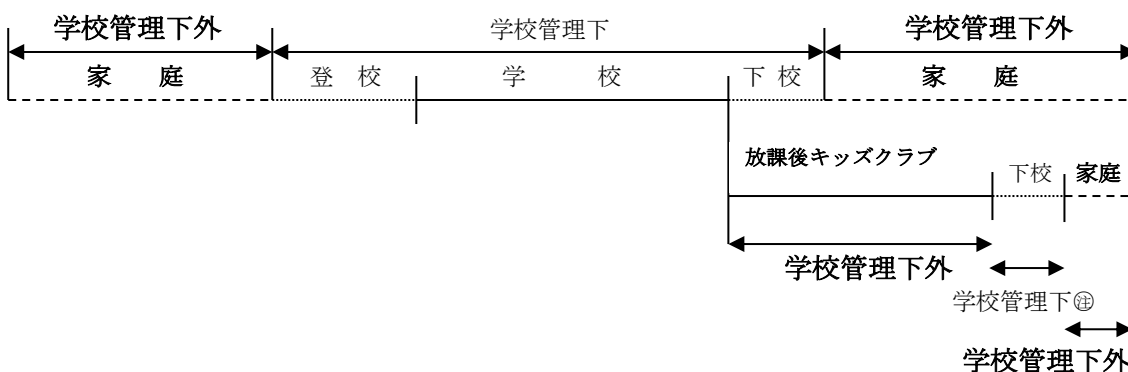 学校管理下外 学校管理下 学校管理下外
家 庭 登 校 学 校 下 校 家 庭
放課後キッズクラブ
下校 家庭
学校管理下外
学校管理下㊟
学校管理下外